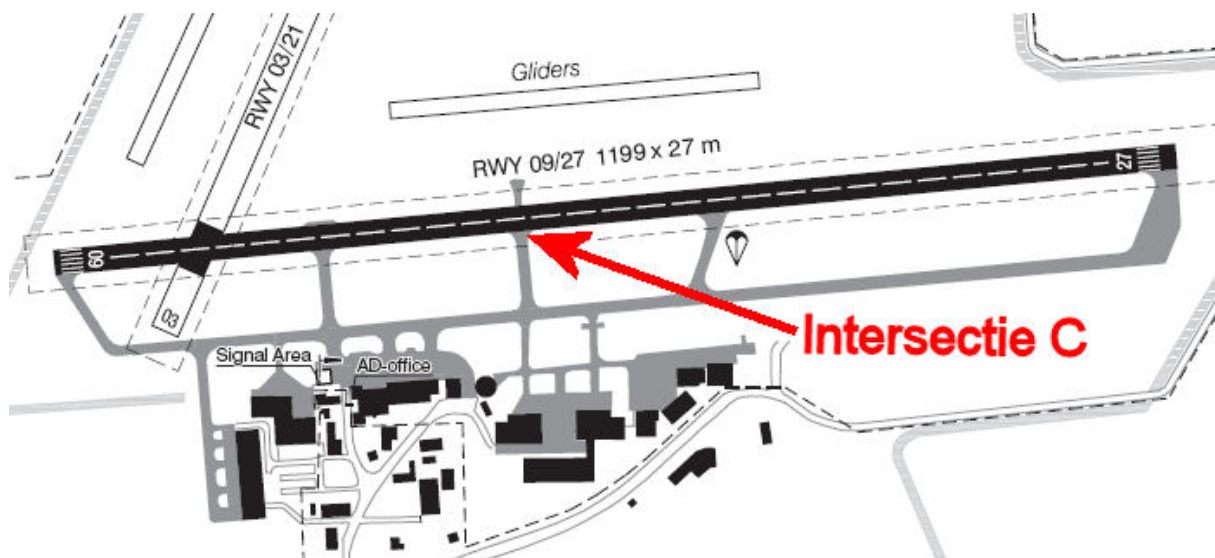 RWY 03/21
Gliders
RWY 09/27 1199 x 27 m
27
09
03
Intersectie C
Signal Area
AD-office